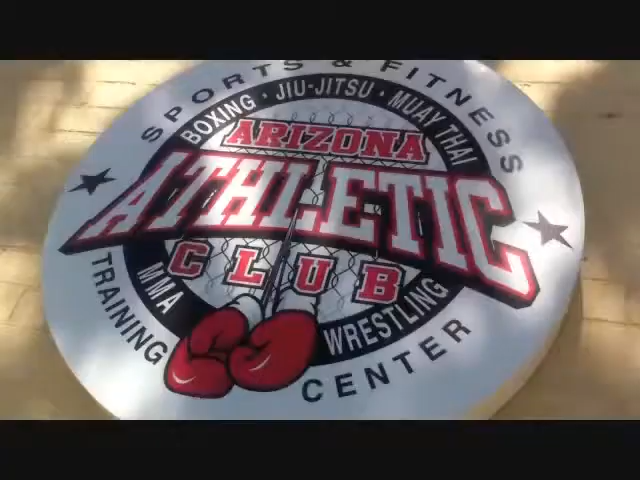 SPORTS & FITNESS
BOXING • JIU-JITSU • MUAY THAI
ARIZONA
ATHLETIC
CLUB
MMA
WRESTLING
TRAINING
CENTER